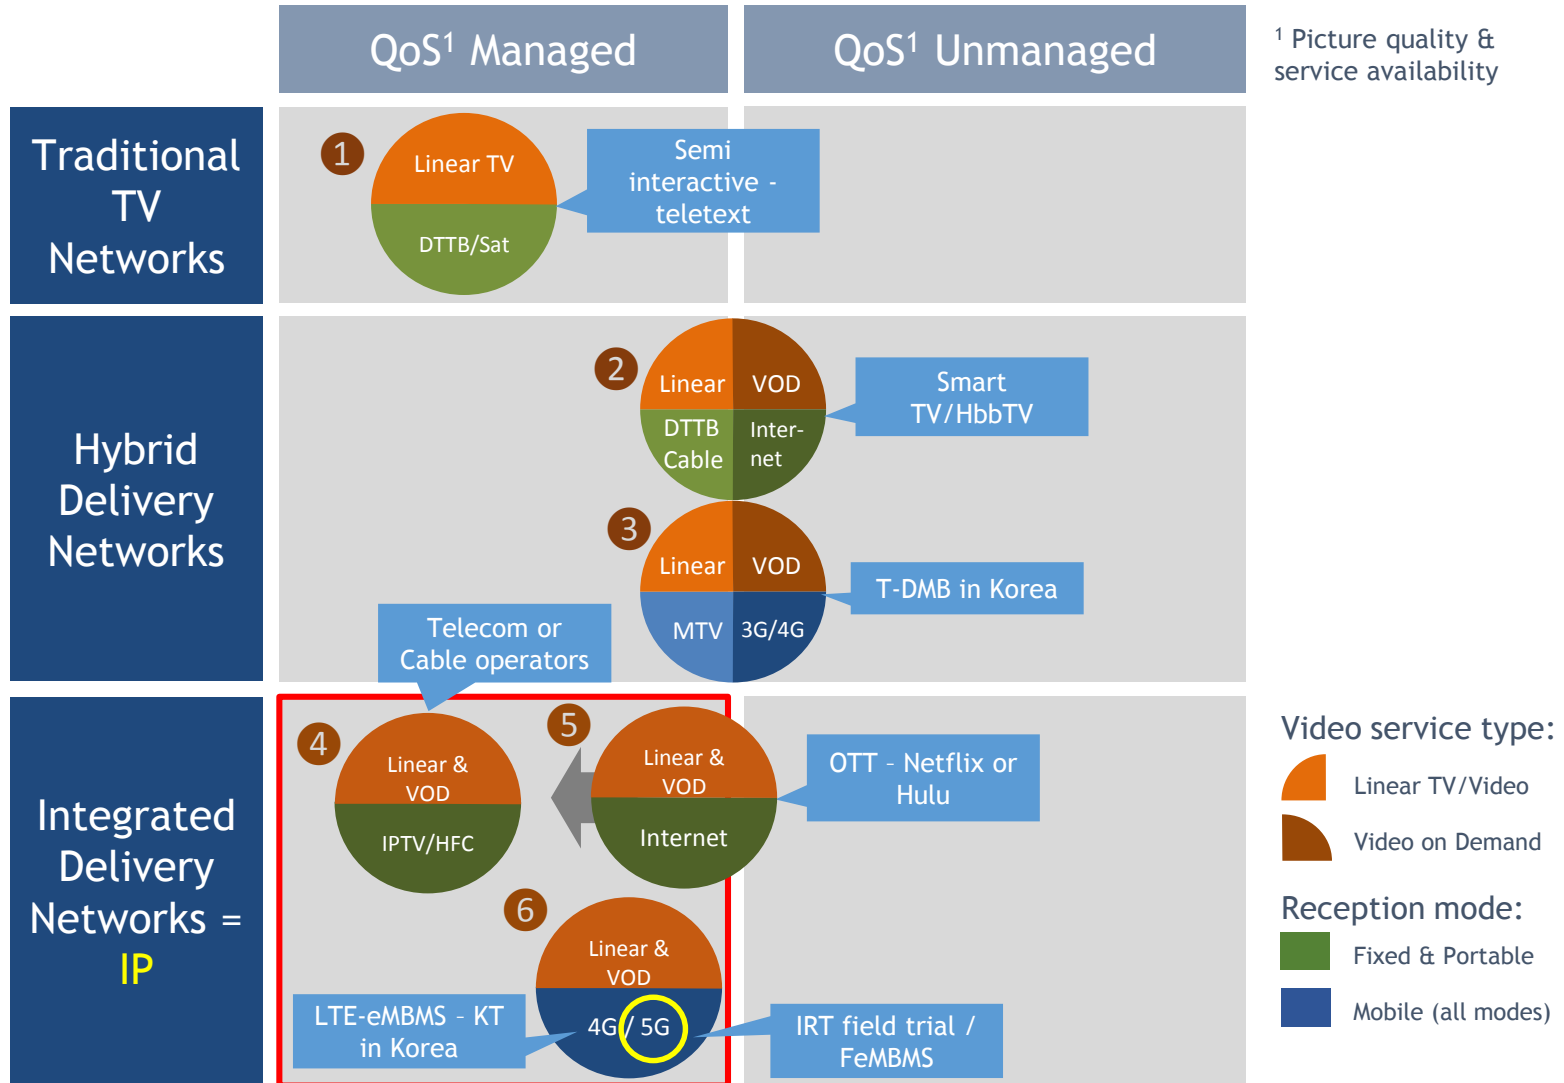 QoS¹ Managed
QoS¹ Unmanaged
¹ Picture quality &
service availability
Traditional
TV
Networks
1
Linear TV
DTTB/Sat
Semi
interactive -
teletext
Hybrid
Delivery
Networks
2
Linear
VOD
DTTB
Cable
Inter-
net
Smart
TV/HbbTV
3
Linear
VOD
MTV
3G/4G
T-DMB in Korea
Telecom or
Cable operators
Integrated
Delivery
Networks =
IP
4
Linear &
VOD
IPTV/HFC
5
Linear &
VOD
Internet
OTT - Netflix or
Hulu
6
Linear &
VOD
4G / 5G
LTE-eMBMS - KT
in Korea
IRT field trial /
FeMBMS
Video service type:
Linear TV/Video
Video on Demand
Reception mode:
Fixed & Portable
Mobile (all modes)